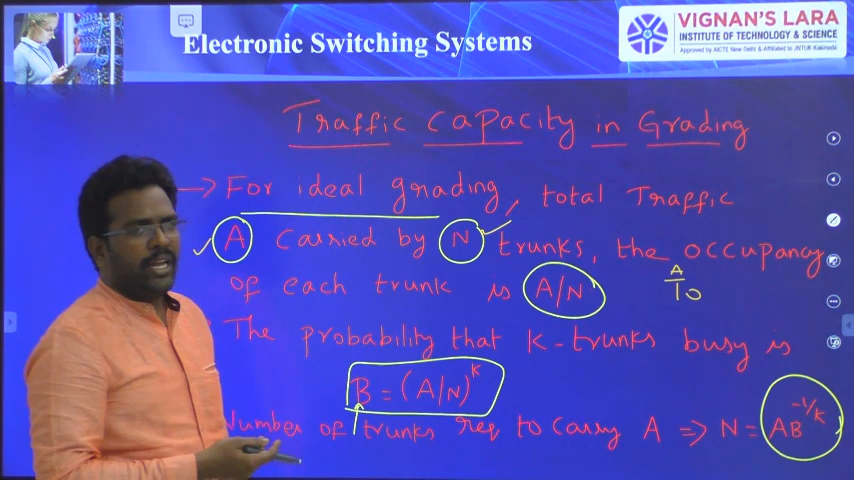 Electronic Switching Systems
VIGNAN'S LARA
INSTITUTE OF TECHNOLOGY & SCIENCE
Approved by AICTE New Delhi & Affiliated to JNTUK Kakinada
Traffic Capacity in Grading
→ For ideal grading, total Traffic
A carried by N trunks, the occupancy
of each trunk is A/N
A/10
The probability that K-trunks busy is
B = (A/N)^K
Number of trunks req to carry A ⇒ N = AB^-1/K